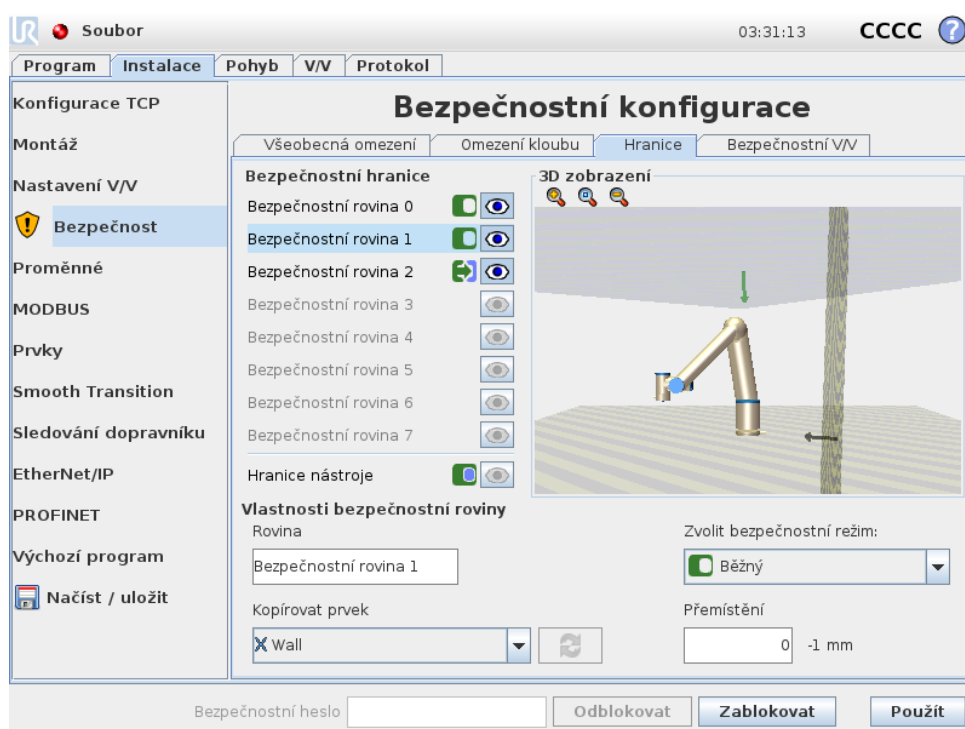 Soubor 03:31:13 CCCC ?
Program Instalace Pohyb V/V Protokol
Konfigurace TCP
Montáž
Nastavení V/V
Bezpečnost
Proměnné
MODBUS
Prvky
Smooth Transition
Sledování dopravníku
EtherNet/IP
PROFINET
Výchozí program
Načíst / uložit
Bezpečnostní konfigurace
Všeobecná omezení Omezení kloubu Hranice Bezpečnostní V/V
Bezpečnostní hranice
Bezpečnostní rovina 0
Bezpečnostní rovina 1
Bezpečnostní rovina 2
Bezpečnostní rovina 3
Bezpečnostní rovina 4
Bezpečnostní rovina 5
Bezpečnostní rovina 6
Bezpečnostní rovina 7
Hranice nástroje
3D zobrazení
Vlastnosti bezpečnostní roviny
Rovina
Bezpečnostní rovina 1
Kopírovat prvek
Wall
Zvolit bezpečnostní režim:
Běžný
Přemístění
0 -1 mm
Bezpečnostní heslo Odblokovat Zablokovat Použít